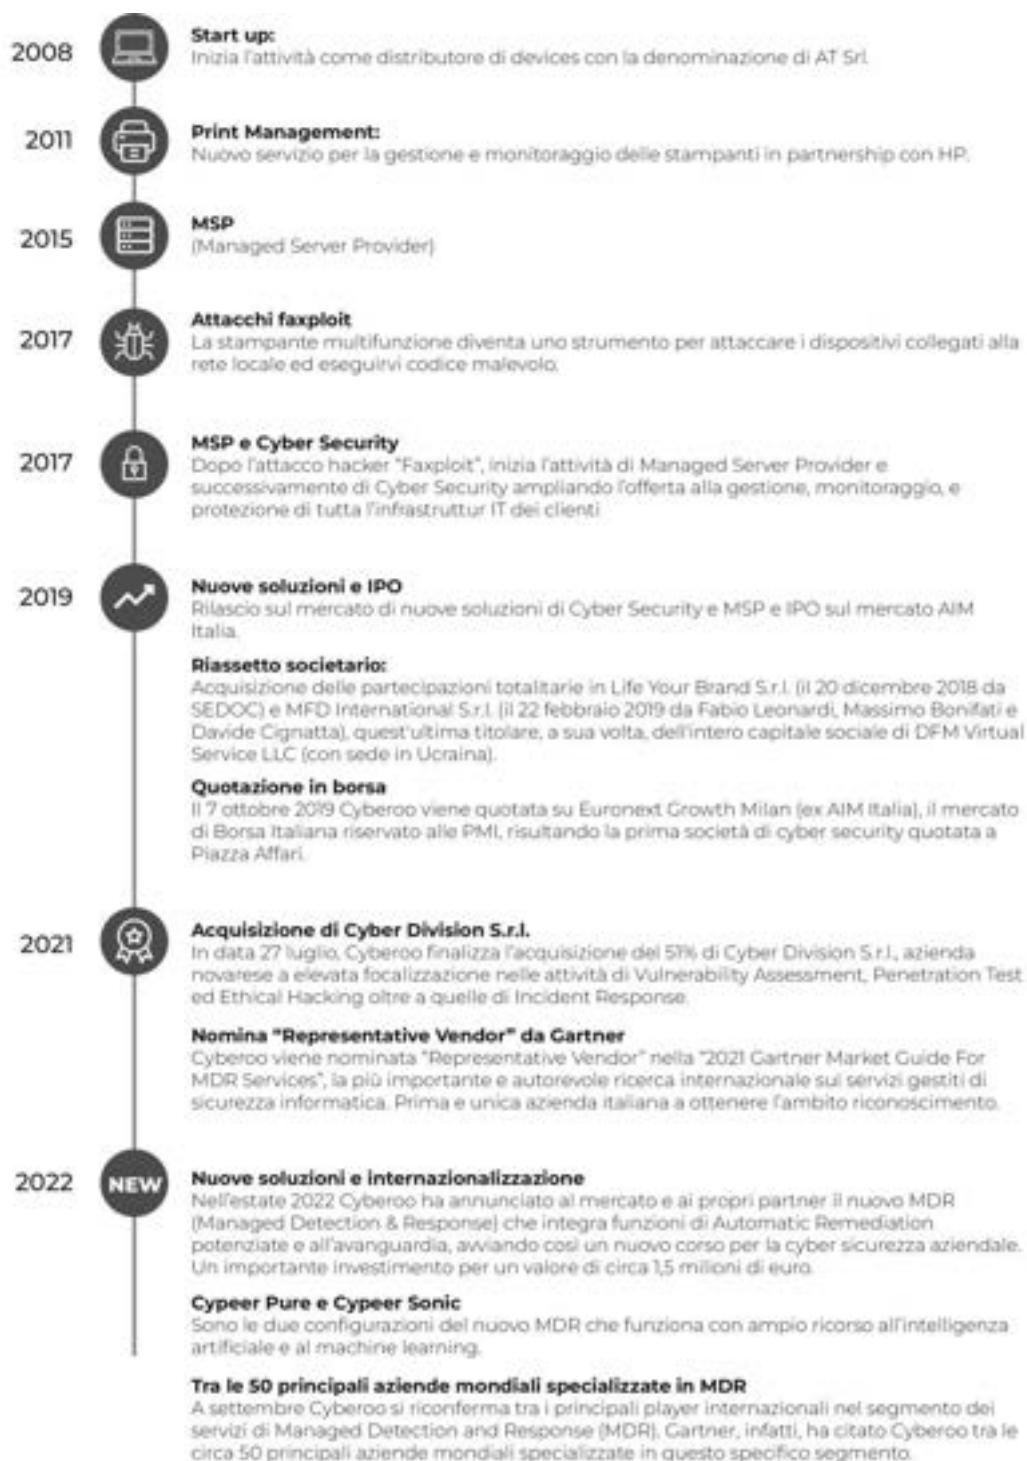 2008
Start up:
Inizia l'attività come distributore di devices con la denominazione di AT Srl.
2011
Print Management:
Nuovo servizio per la gestione e monitoraggio delle stampanti in partnership con HP.
2015
MSP
(Managed Server Provider)
2017
Attacchi faxploit
La stampante multifunzione diventa uno strumento per attaccare i dispositivi collegati alla
rete locale ed eseguirvi codice malevolo.
2017
MSP e Cyber Security
Dopo l'attacco hacker "Faxploit", inizia l'attività di Managed Server Provider e
successivamente di Cyber Security ampliando l'offerta alla gestione, monitoraggio, e
protezione di tutta l'infrastruttur IT dei clienti
2019
Nuove soluzioni e IPO
Rilascio sul mercato di nuove soluzioni di Cyber Security e MSP e IPO sul mercato AIM
Italia.
Riassetto societario:
Acquisizione delle partecipazioni totalitarie in Life Your Brand S.r.l. (il 20 dicembre 2018 da
SEDOC) e MFD International S.r.l. (il 22 febbraio 2019 da Fabio Leonardi, Massimo Bonifati e
Davide Cignatta), quest'ultima titolare, a sua volta, dell'intero capitale sociale di DFM Virtual
Service LLC (con sede in Ucraina).
Quotazione in borsa
Il 7 ottobre 2019 Cyberoo viene quotata su Euronext Growth Milan (ex AIM Italia), il mercato
di Borsa Italiana riservato alle PMI, risultando la prima società di cyber security quotata a
Piazza Affari.
2021
Acquisizione di Cyber Division S.r.l.
In data 27 luglio, Cyberoo finalizza l'acquisizione del 51% di Cyber Division S.r.l., azienda
novarese a elevata focalizzazione nelle attività di Vulnerability Assessment, Penetration Test
ed Ethical Hacking oltre a quelle di Incident Response.
Nomina "Representative Vendor" da Gartner
Cyberoo viene nominata "Representative Vendor" nella "2021 Gartner Market Guide For
MDR Services", la più importante e autorevole ricerca internazionale sui servizi gestiti di
sicurezza informatica. Prima e unica azienda italiana a ottenere l'ambito riconoscimento.
2022
NEW
Nuove soluzioni e internazionalizzazione
Nell'estate 2022 Cyberoo ha annunciato al mercato e ai propri partner il nuovo MDR
(Managed Detection & Response) che integra funzioni di Automatic Remediation
potenziate e all'avanguardia, avviando così un nuovo corso per la cyber sicurezza aziendale.
Un importante investimento per un valore di circa 1,5 milioni di euro.
Cypeer Pure e Cypeer Sonic
Sono le due configurazioni del nuovo MDR che funziona con ampio ricorso all'intelligenza
artificiale e al machine learning.
Tra le 50 principali aziende mondiali specializzate in MDR
A settembre Cyberoo si riconferma tra i principali player internazionali nel segmento dei
servizi di Managed Detection and Response (MDR). Gartner, infatti, ha citato Cyberoo tra le
circa 50 principali aziende mondiali specializzate in questo specifico segmento.